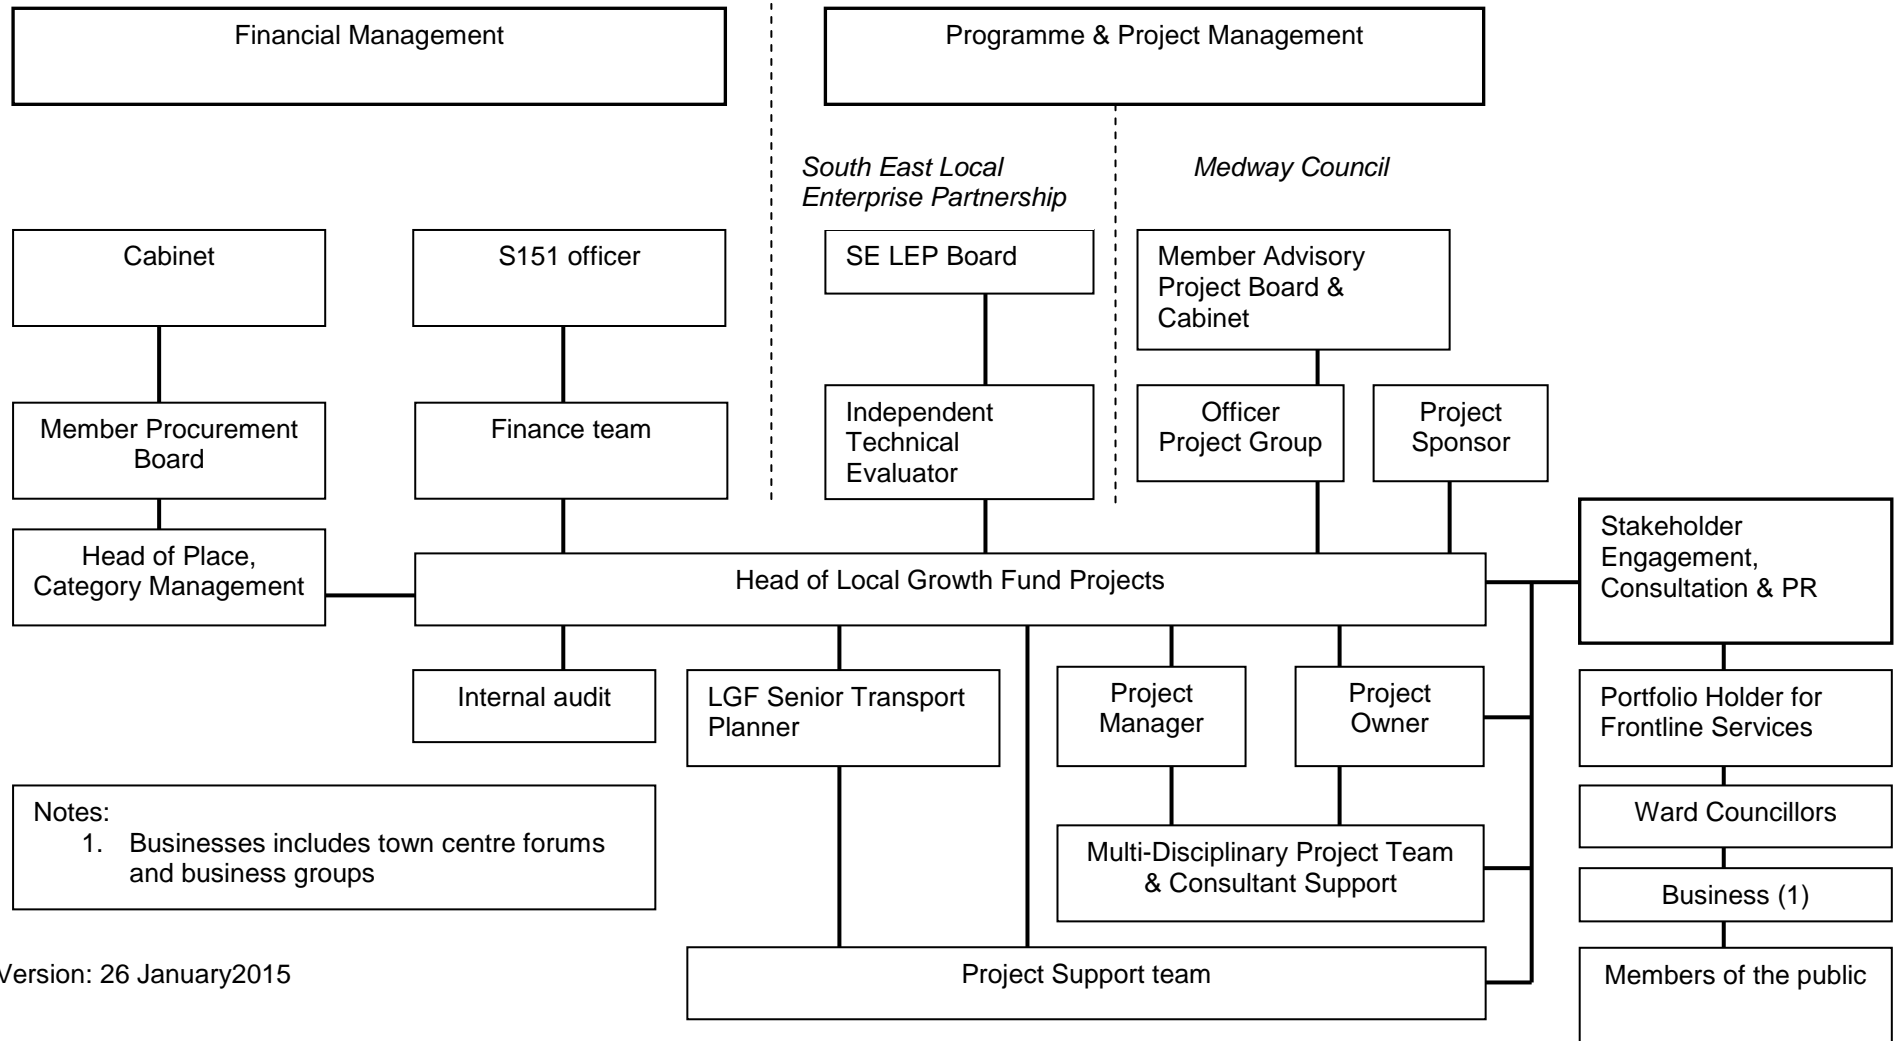 Financial Management
Programme & Project Management
South East Local
Enterprise Partnership
Medway Council
Cabinet
S151 officer
SE LEP Board
Member Advisory
Project Board &
Cabinet
Member Procurement
Board
Finance team
Independent
Technical
Evaluator
Officer
Project Group
Project
Sponsor
Head of Place,
Category Management
Head of Local Growth Fund Projects
Stakeholder
Engagement,
Consultation & PR
Internal audit
LGF Senior Transport
Planner
Project
Manager
Project
Owner
Portfolio Holder for
Frontline Services
Notes:
1. Businesses includes town centre forums
and business groups
Multi-Disciplinary Project Team
& Consultant Support
Ward Councillors
Business (1)
Version: 26 January2015
Project Support team
Members of the public